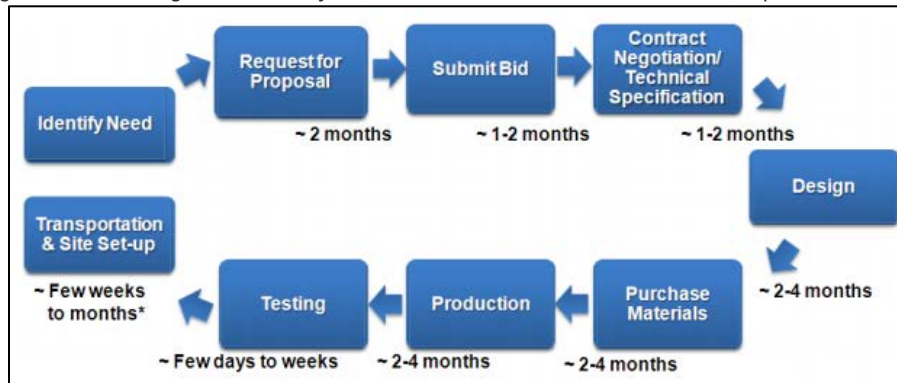 Identify Need
Request for
Proposal
~ 2 months
Submit Bid
~ 1-2 months
Contract
Negotiation/
Technical
Specification
~ 1-2 months
Design
~ 2-4 months
Purchase
Materials
~ 2-4 months
Production
~ 2-4 months
Testing
~ Few days to weeks
Transportation
& Site Set-up
~ Few weeks
to months*